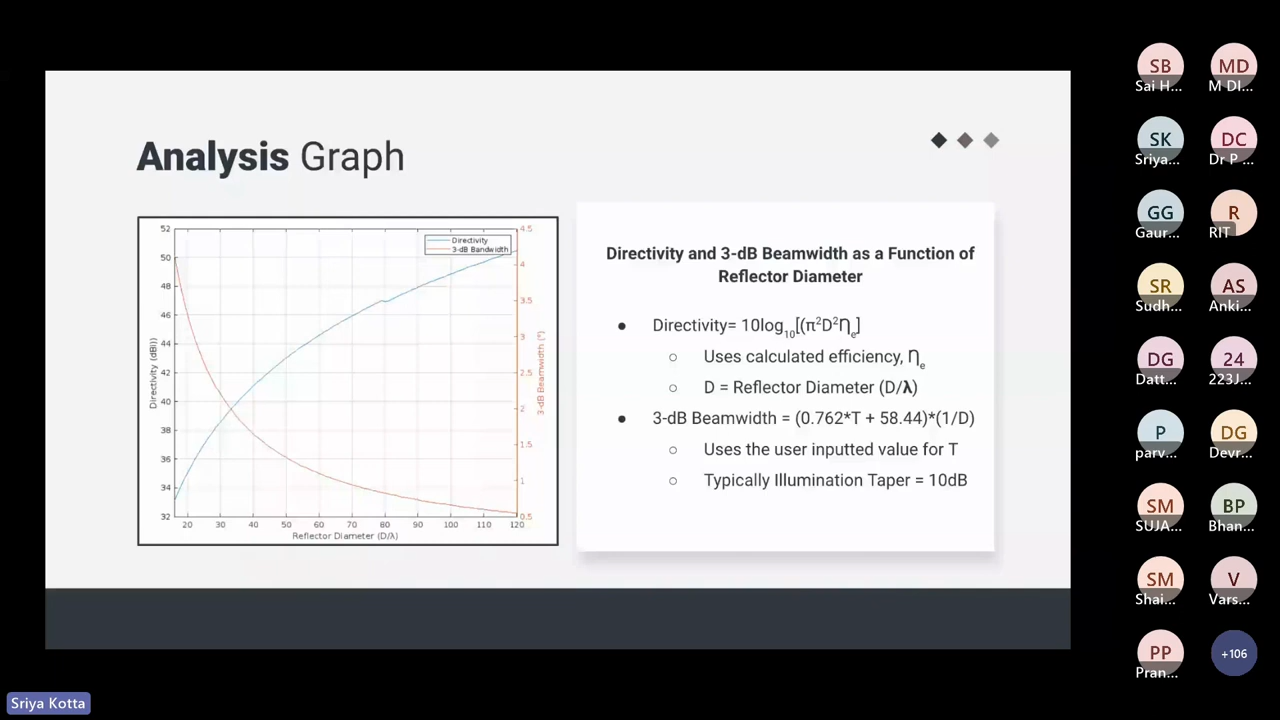 Analysis Graph
52
50
48
46
44
42
40
38
36
34
32
Directivity (dBi))
20 30 40 50 60 70 80 90 100 110 120
Reflector Diameter (D/λ)
4.5
4
3.5
3
2.5
2
1.5
1
0.5
3-dB Beamwidth (°)
Directivity
3-dB Bandwidth
Directivity and 3-dB Beamwidth as a Function of
Reflector Diameter
● Directivity= 10log₁₀[(π²D²Ƞₑ]
○ Uses calculated efficiency, Ƞₑ
○ D = Reflector Diameter (D/λ)
● 3-dB Beamwidth = (0.762*T + 58.44)*(1/D)
○ Uses the user inputted value for T
○ Typically Illumination Taper = 10dB
SB MD
Sai H... M DI...
SK DC
Sriya... Dr P ...
GG R
Gaur... RIT
SR AS
Sudh... Anki...
DG 24
Datt... 223J...
P DG
parv... Devr...
SM BP
SUJA... Bhan...
SM V
Shai... Vars...
PP +106
Pran...
Sriya Kotta